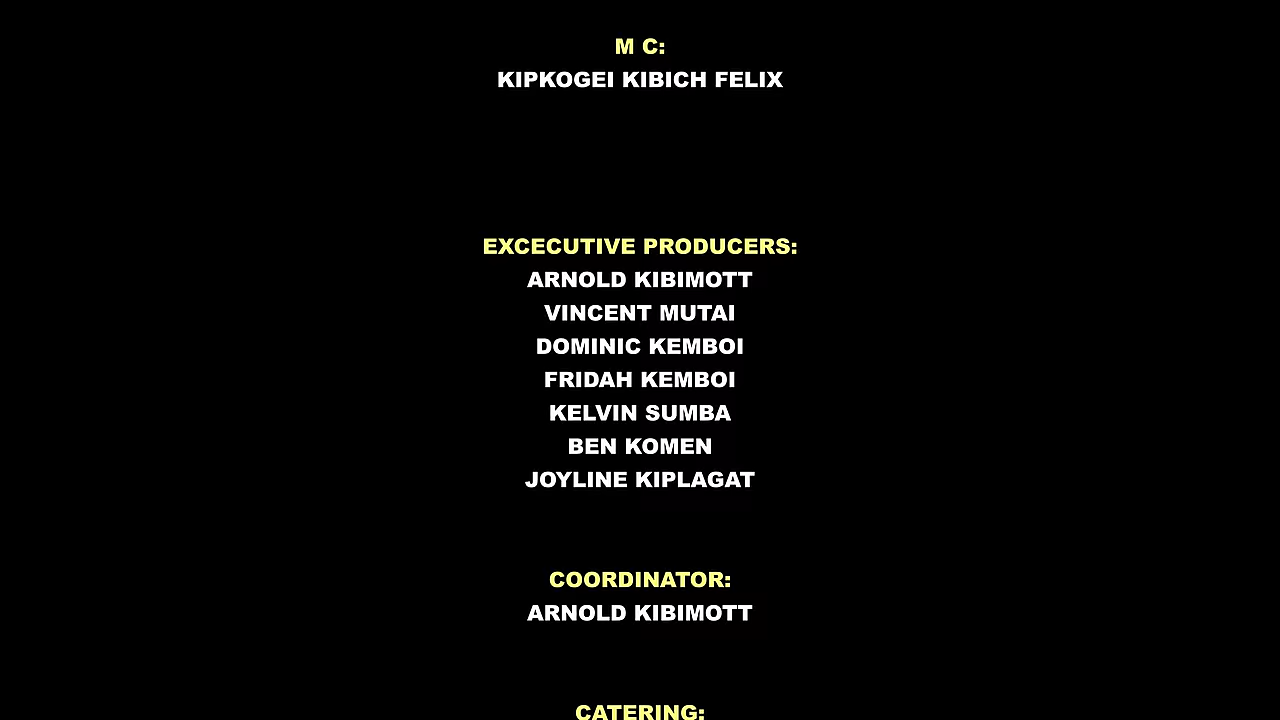 M C:
KIPKOGEI KIBICH FELIX
EXCECUTIVE PRODUCERS:
ARNOLD KIBIMOTT
VINCENT MUTAI
DOMINIC KEMBOI
FRIDAH KEMBOI
KELVIN SUMBA
BEN KOMEN
JOYLINE KIPLAGAT
COORDINATOR:
ARNOLD KIBIMOTT
CATERING: